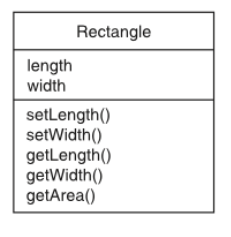 Rectangle
length
width
setLength()
setWidth()
getLength()
getWidth()
getArea()